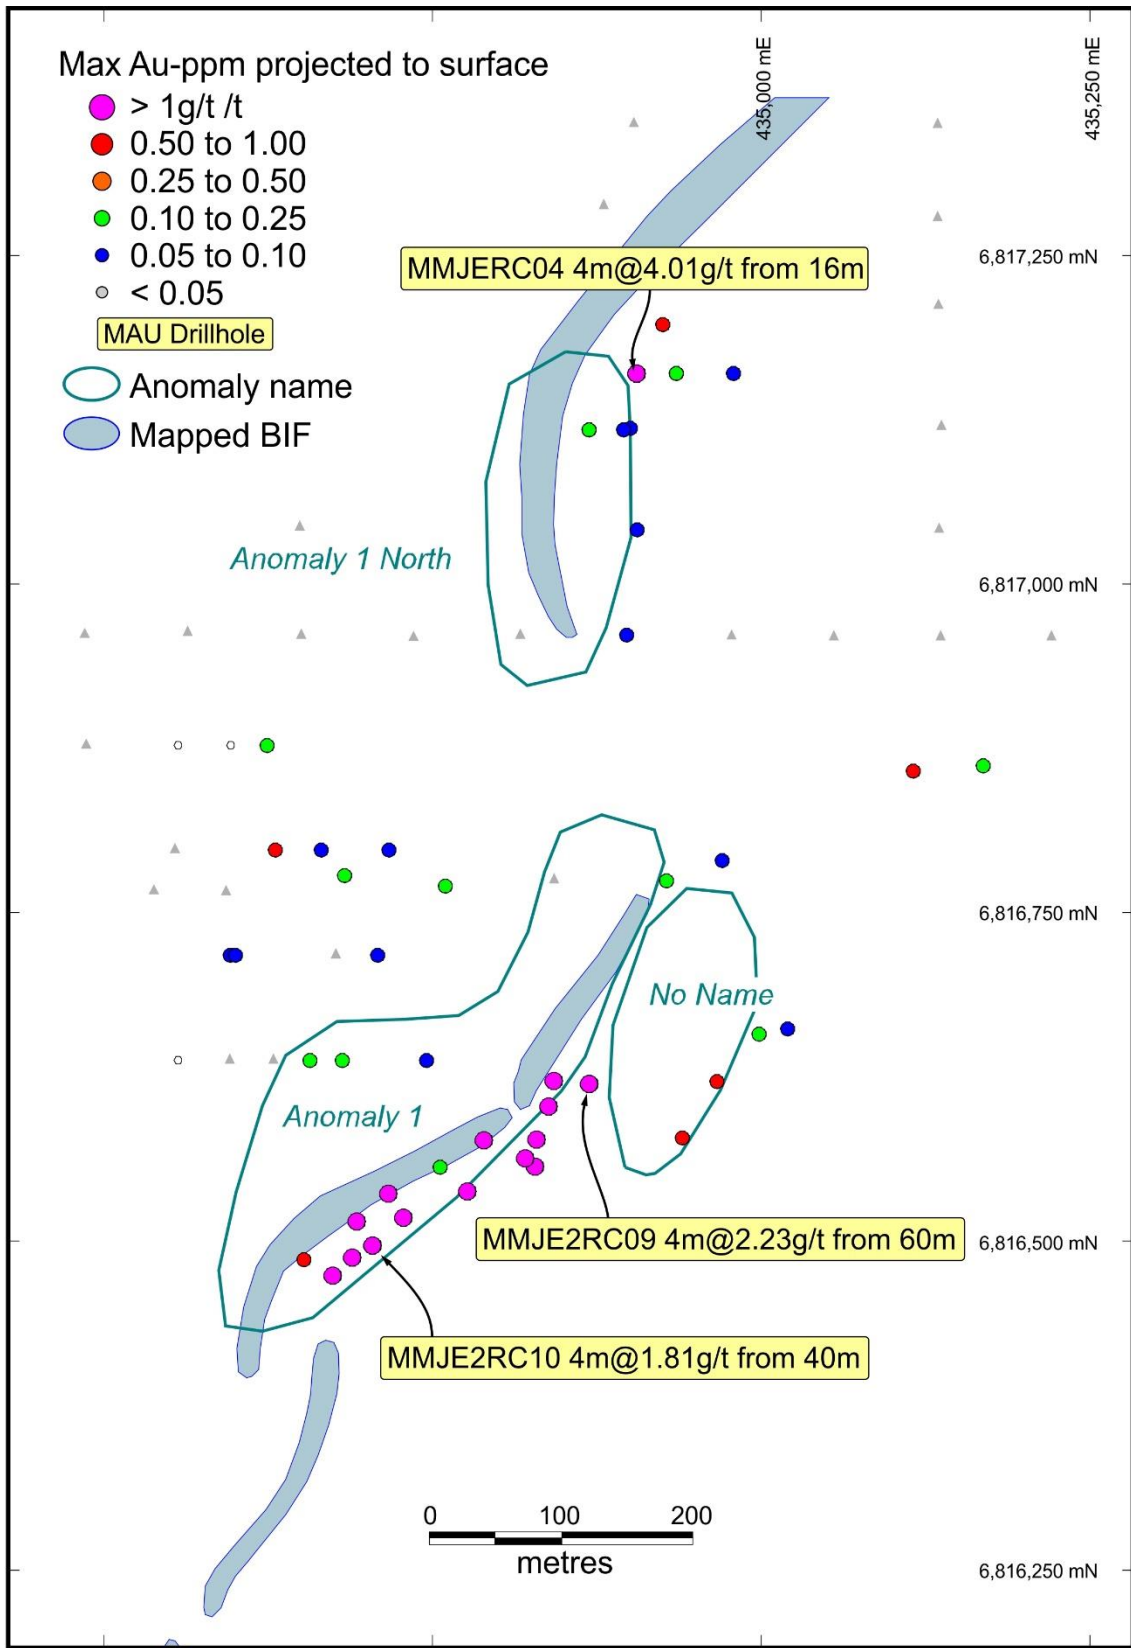 Max Au-ppm projected to surface
> 1g/t /t
0.50 to 1.00
0.25 to 0.50
0.10 to 0.25
0.05 to 0.10
< 0.05
MAU Drillhole
Anomaly name
Mapped BIF
435,000 mE
435,250 mE
6,817,250 mN
MMJERC04 4m@4.01g/t from 16m
Anomaly 1 North
6,817,000 mN
6,816,750 mN
No Name
Anomaly 1
MMJE2RC09 4m@2.23g/t from 60m
6,816,500 mN
MMJE2RC10 4m@1.81g/t from 40m
0 100 200
metres
6,816,250 mN